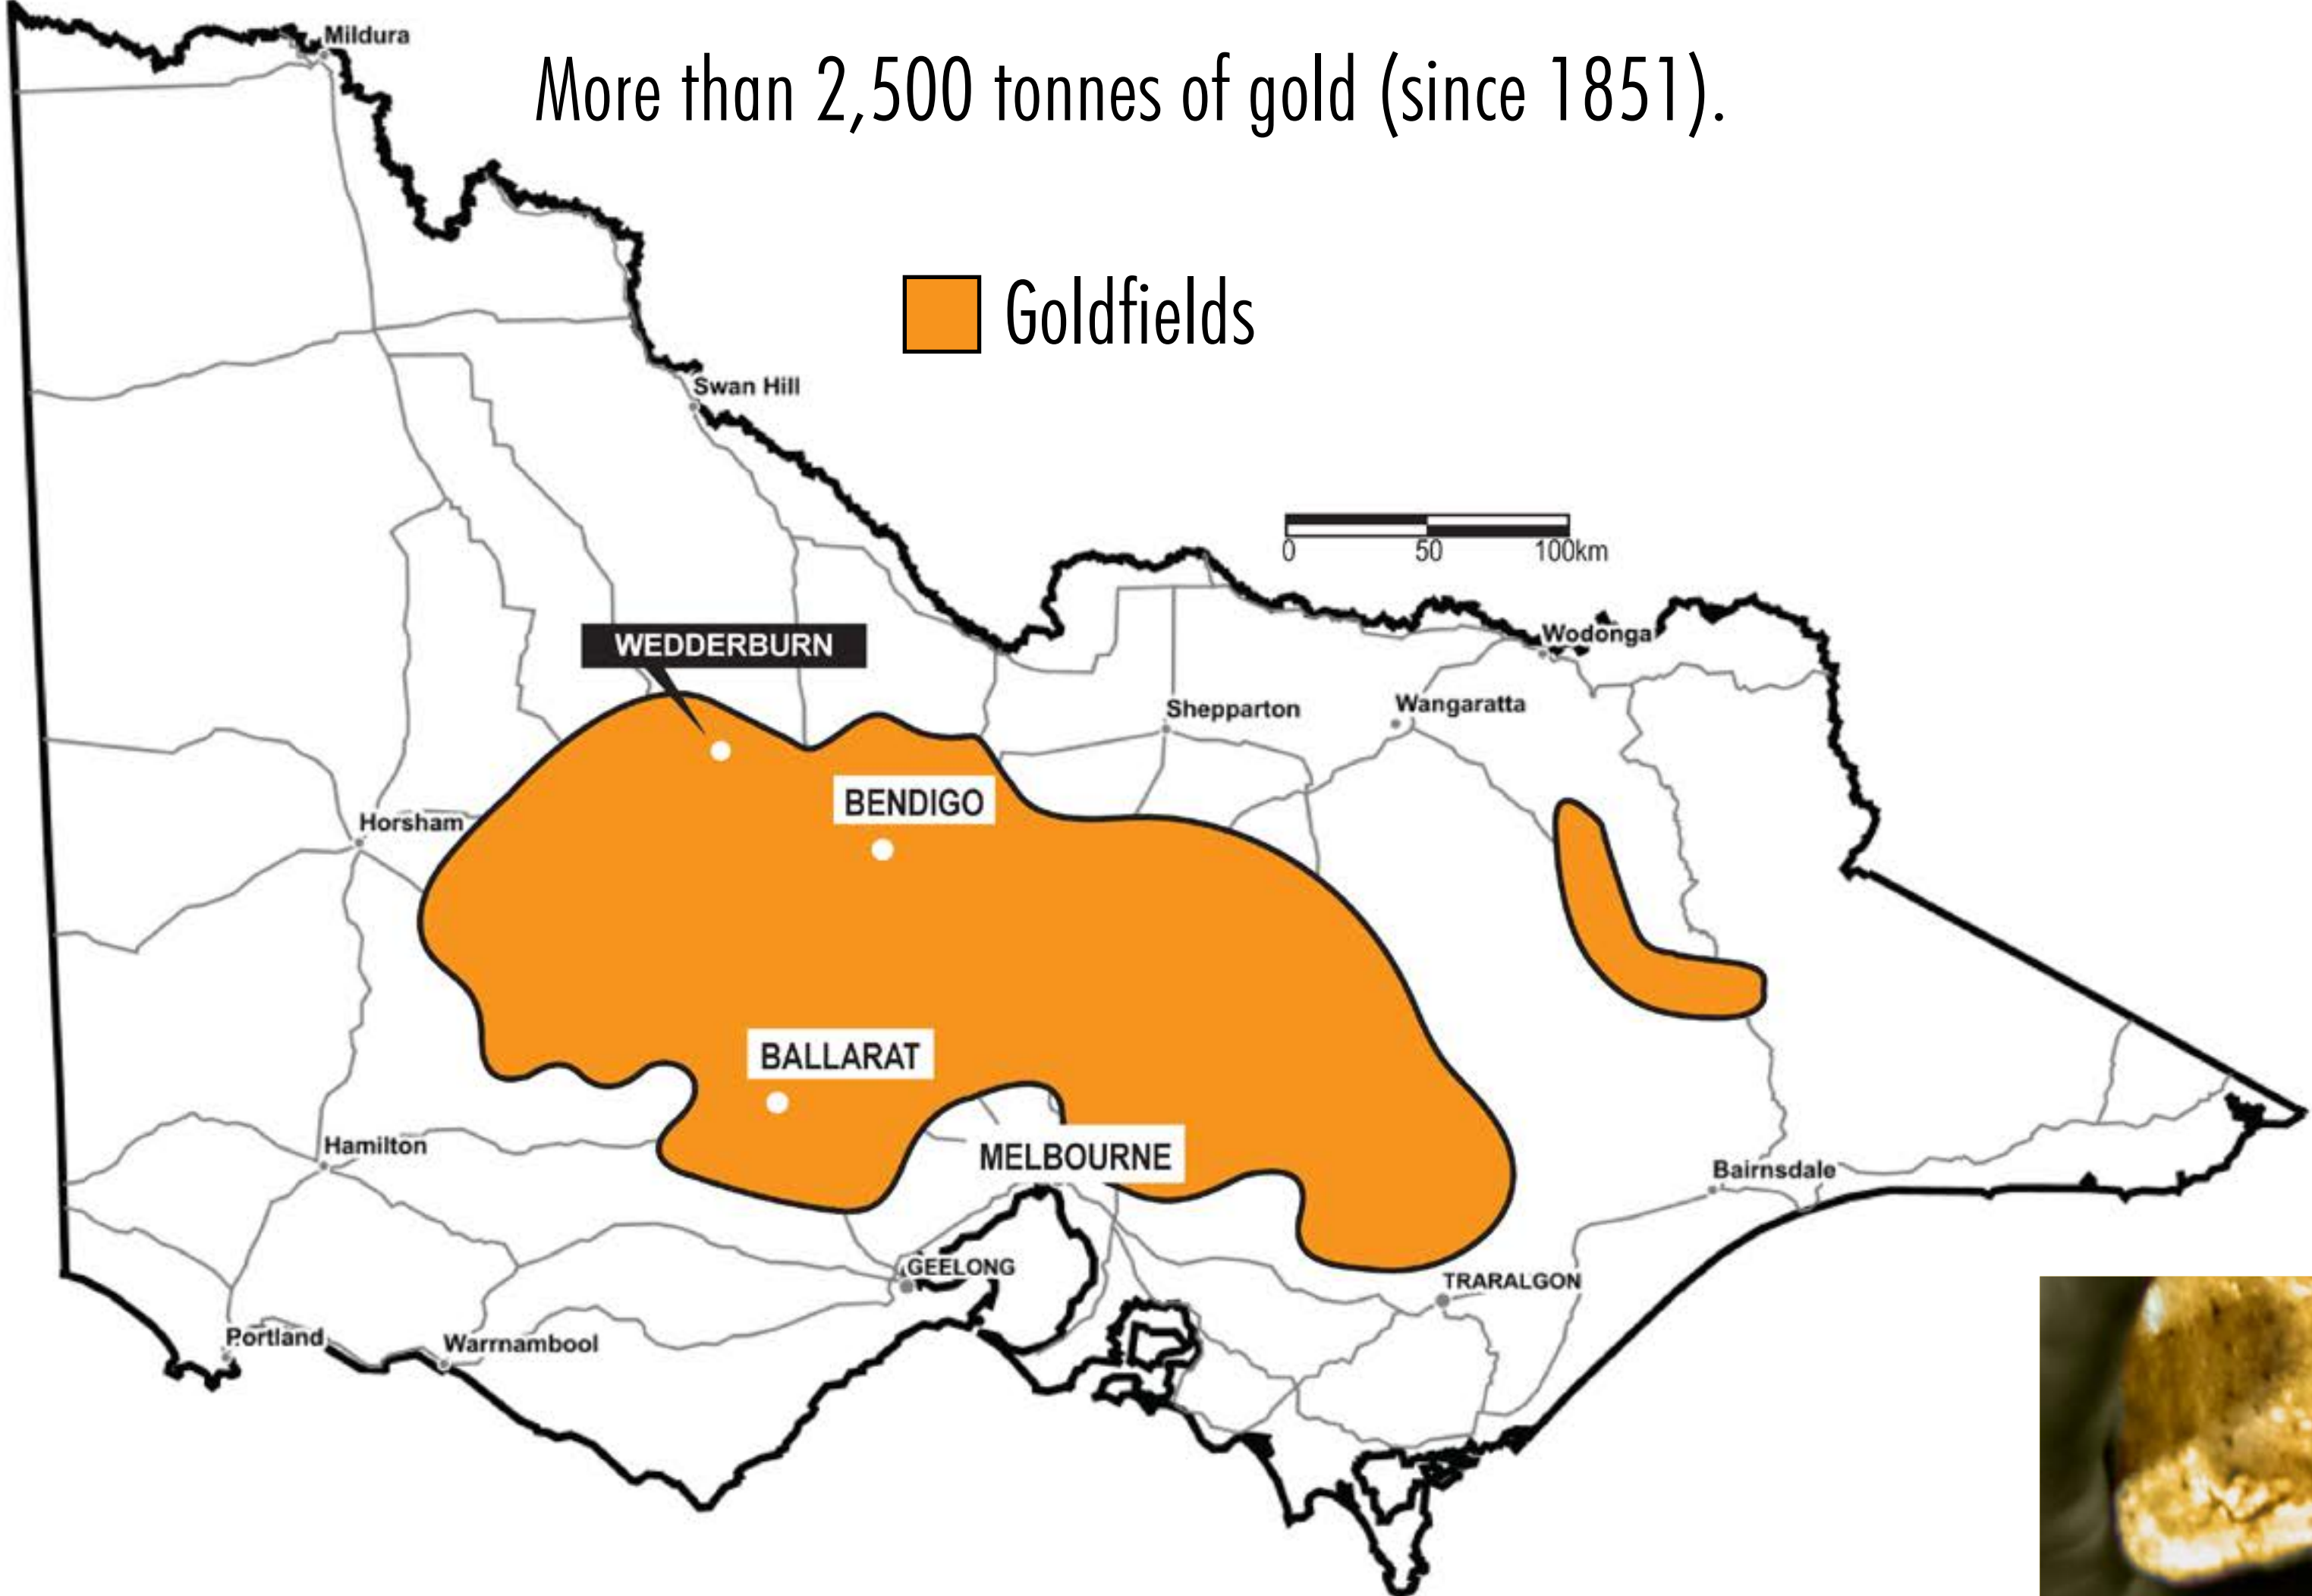 Mildura
More than 2,500 tonnes of gold (since 1851).
Goldfields
Swan Hill
0 50 100km
WEDDERBURN
Wodonga
Shepparton
Wangaratta
BENDIGO
Horsham
BALLARAT
Hamilton
MELBOURNE
Bairnsdale
GEELONG
TRARALGON
Portland
Warrnambool